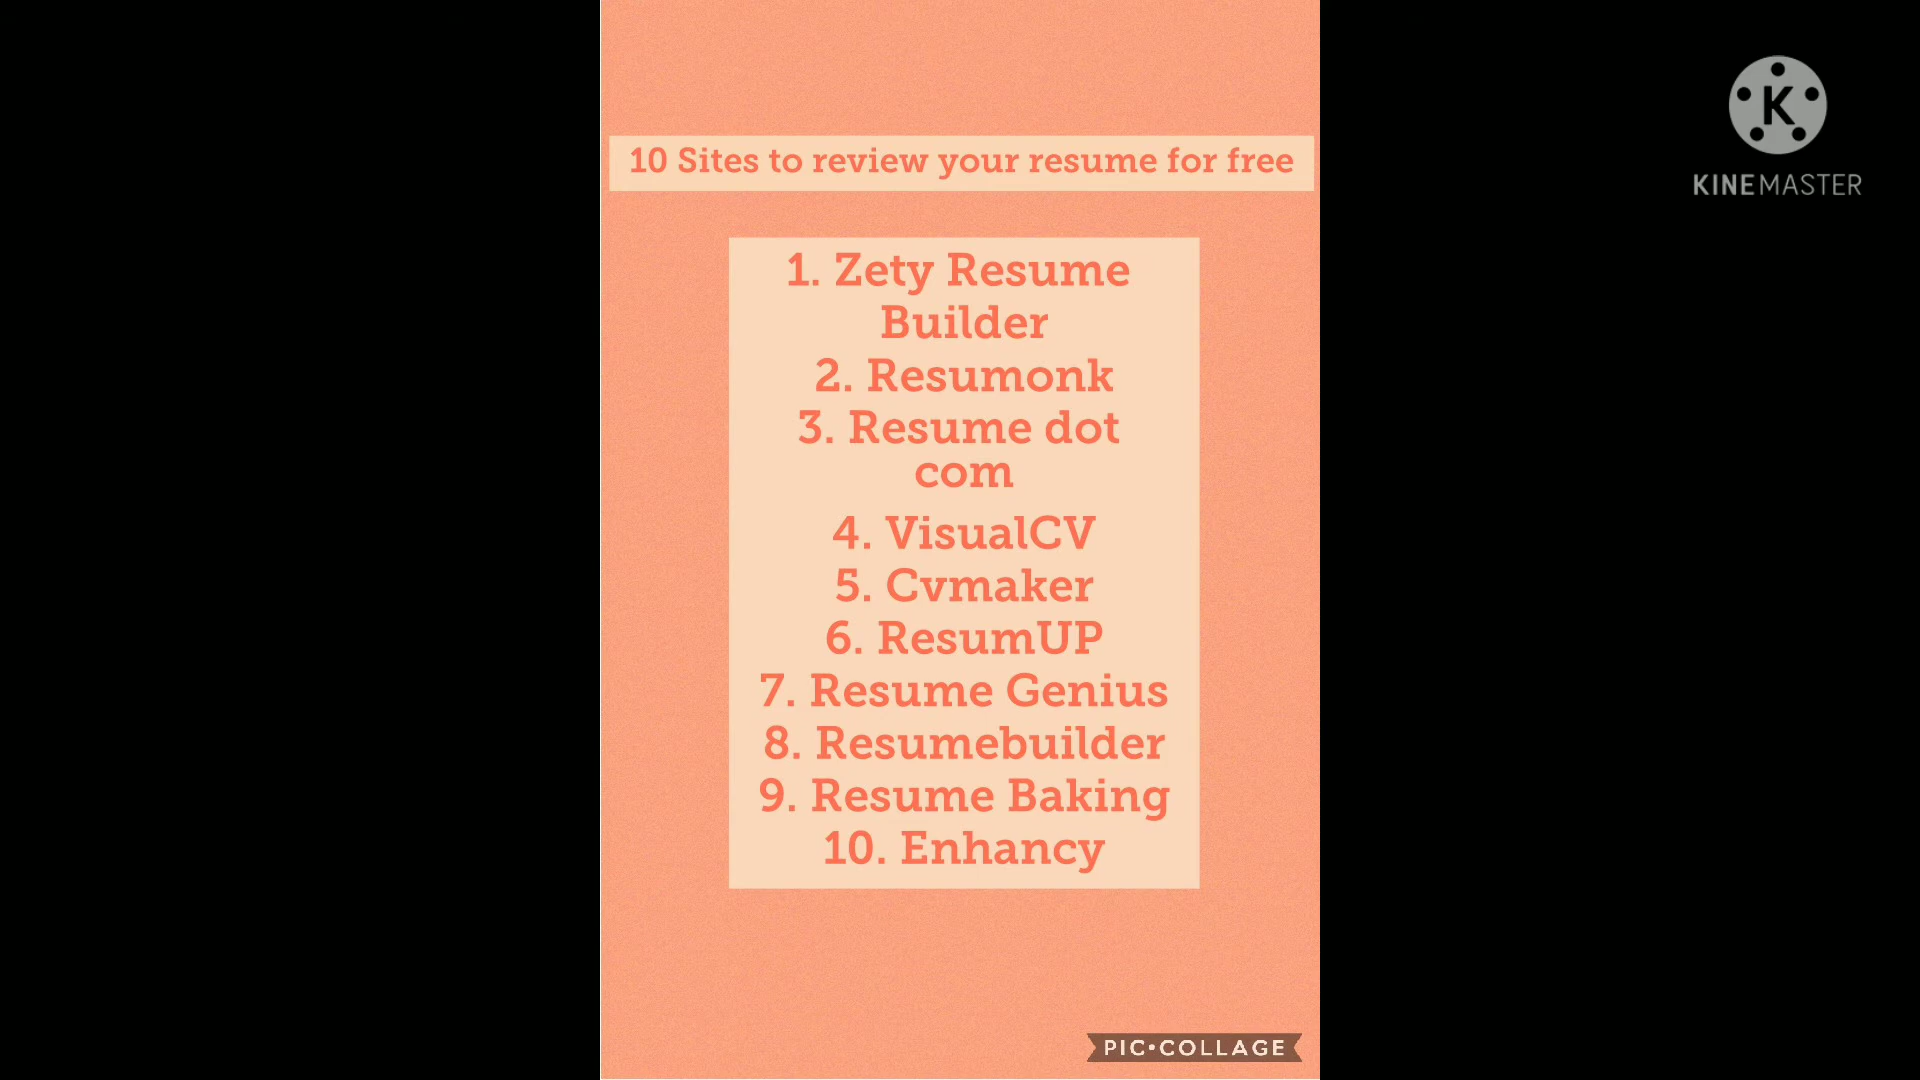 10 Sites to review your resume for free
1. Zety Resume
Builder
2. Resumonk
3. Resume dot
com
4. VisualCV
5. Cvmaker
6. ResumUP
7. Resume Genius
8. Resumebuilder
9. Resume Baking
10. Enhancy
K
KINEMASTER
PIC•COLLAGE